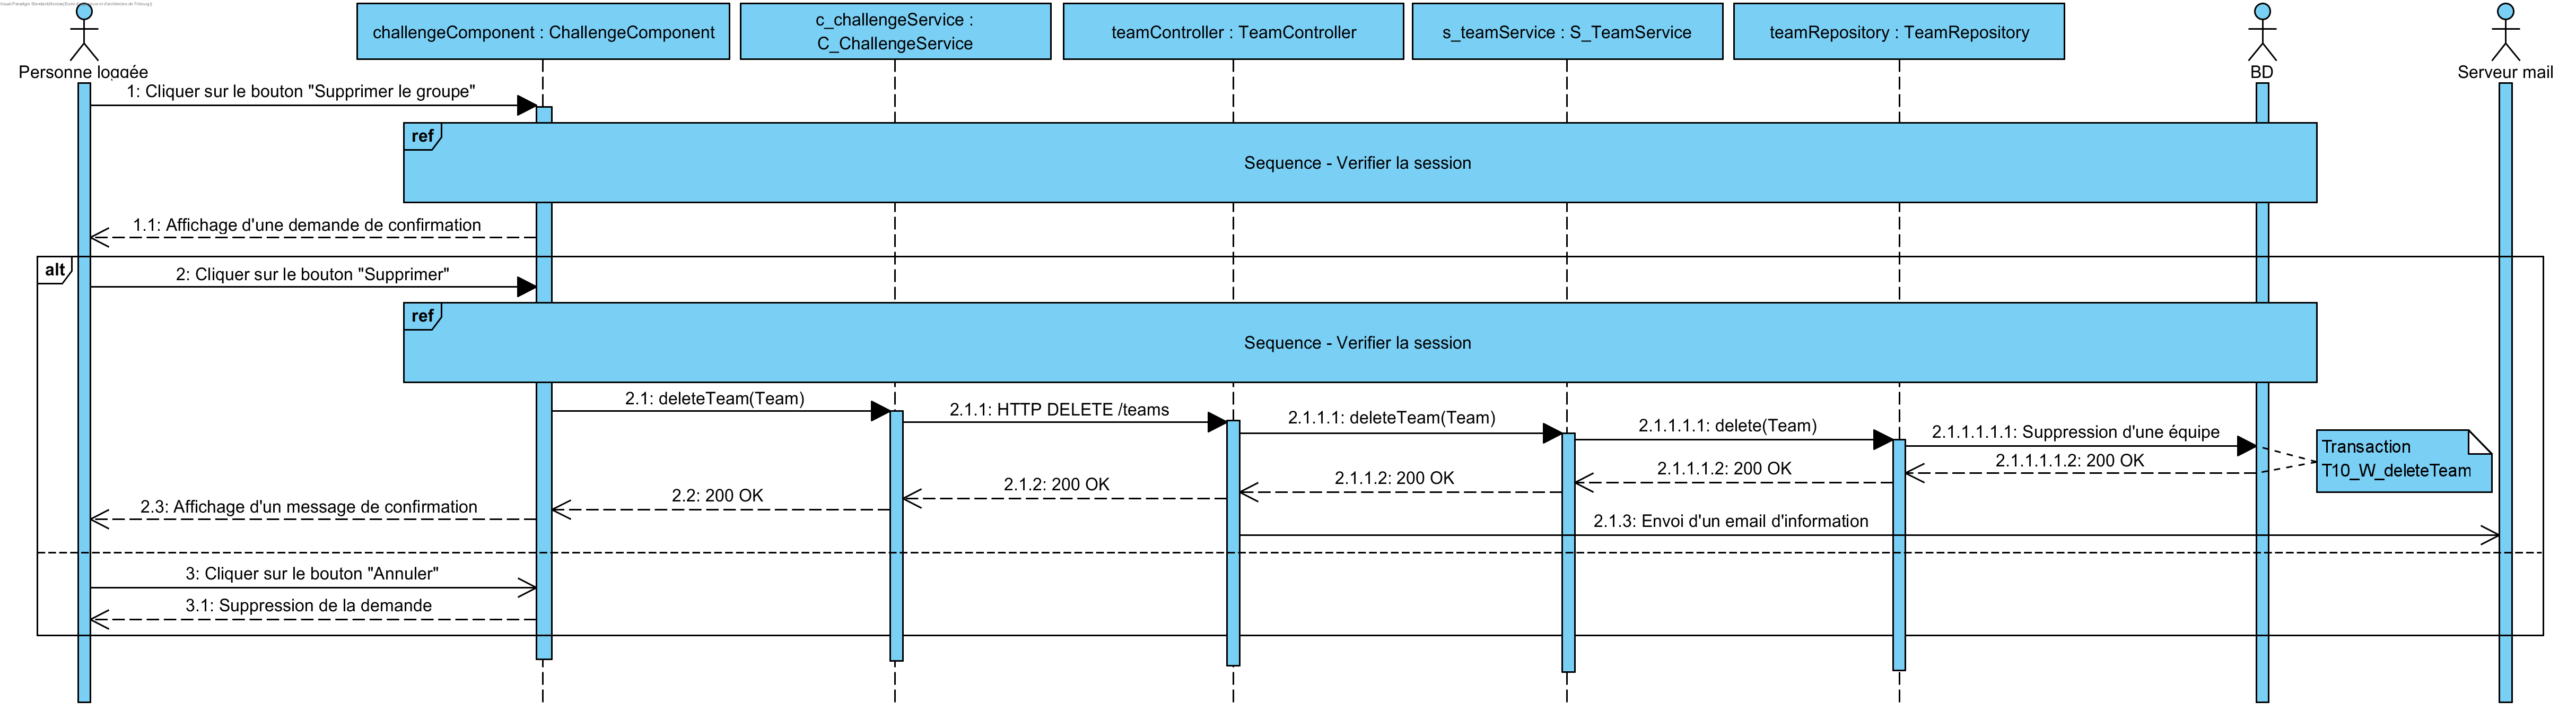 Personne loggée
challengeComponent : ChallengeComponent
c_challengeService :
C_ChallengeService
teamController : TeamController
s_teamService : S_TeamService
teamRepository : TeamRepository
BD
Serveur mail
1: Cliquer sur le bouton "Supprimer le groupe"
ref
Sequence - Verifier la session
1.1: Affichage d'une demande de confirmation
alt
2: Cliquer sur le bouton "Supprimer"
ref
Sequence - Verifier la session
2.1: deleteTeam(Team)
2.1.1: HTTP DELETE /teams
2.1.1.1: deleteTeam(Team)
2.1.1.1.1: delete(Team)
2.1.1.1.1.1: Suppression d'une équipe
Transaction
T10_W_deleteTeam
2.1.1.1.1.2: 200 OK
2.1.1.1.2: 200 OK
2.1.1.2: 200 OK
2.1.2: 200 OK
2.2: 200 OK
2.3: Affichage d'un message de confirmation
2.1.3: Envoi d'un email d'information
3: Cliquer sur le bouton "Annuler"
3.1: Suppression de la demande